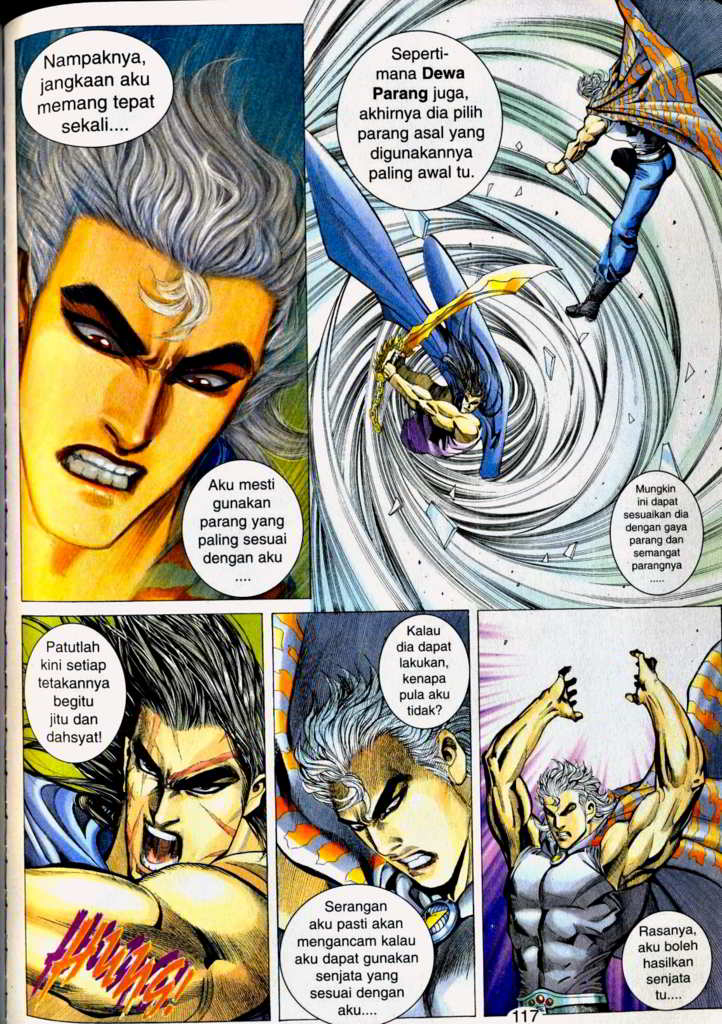 Nampaknya,
jangkaan aku
memang tepat
sekali....
Seperti-
mana Dewa
Parang juga,
akhirnya dia pilih
parang asal yang
digunakannya
paling awal tu.
Aku mesti
gunakan
parang yang
paling sesuai
dengan aku
....
Mungkin
ini dapat
sesuaikan dia
dengan gaya
parang dan
semangat
parangnya
.....
Patutlah
kini setiap
tetakannya
begitu
jitu dan
dahsyat!
Kalau
dia dapat
lakukan,
kenapa
pula aku
tidak?
Serangan
aku pasti akan
mengancam kalau
aku dapat gunakan
senjata yang
sesuai dengan
aku....
Rasanya,
aku boleh
hasilkan
senjata
tu....
117